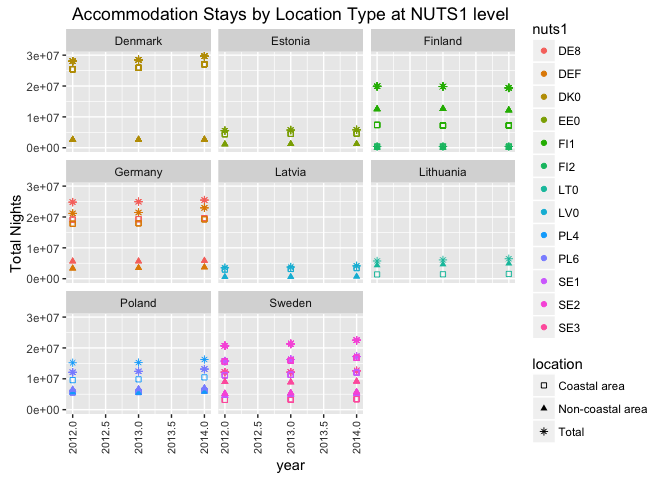 Accommodation Stays by Location Type at NUTS1 level
Denmark
Estonia
Finland
3e+07
2e+07
1e+07
0e+00
Germany
Latvia
Lithuania
3e+07
2e+07
1e+07
0e+00
Poland
Sweden
3e+07
2e+07
1e+07
0e+00
2012.0
2012.5
2013.0
2013.5
2014.0
2012.0
2012.5
2013.0
2013.5
2014.0
year
Total Nights
nuts1
DE8
DEF
DK0
EE0
FI1
FI2
LT0
LV0
PL4
PL6
SE1
SE2
SE3
location
Coastal area
Non-coastal area
Total